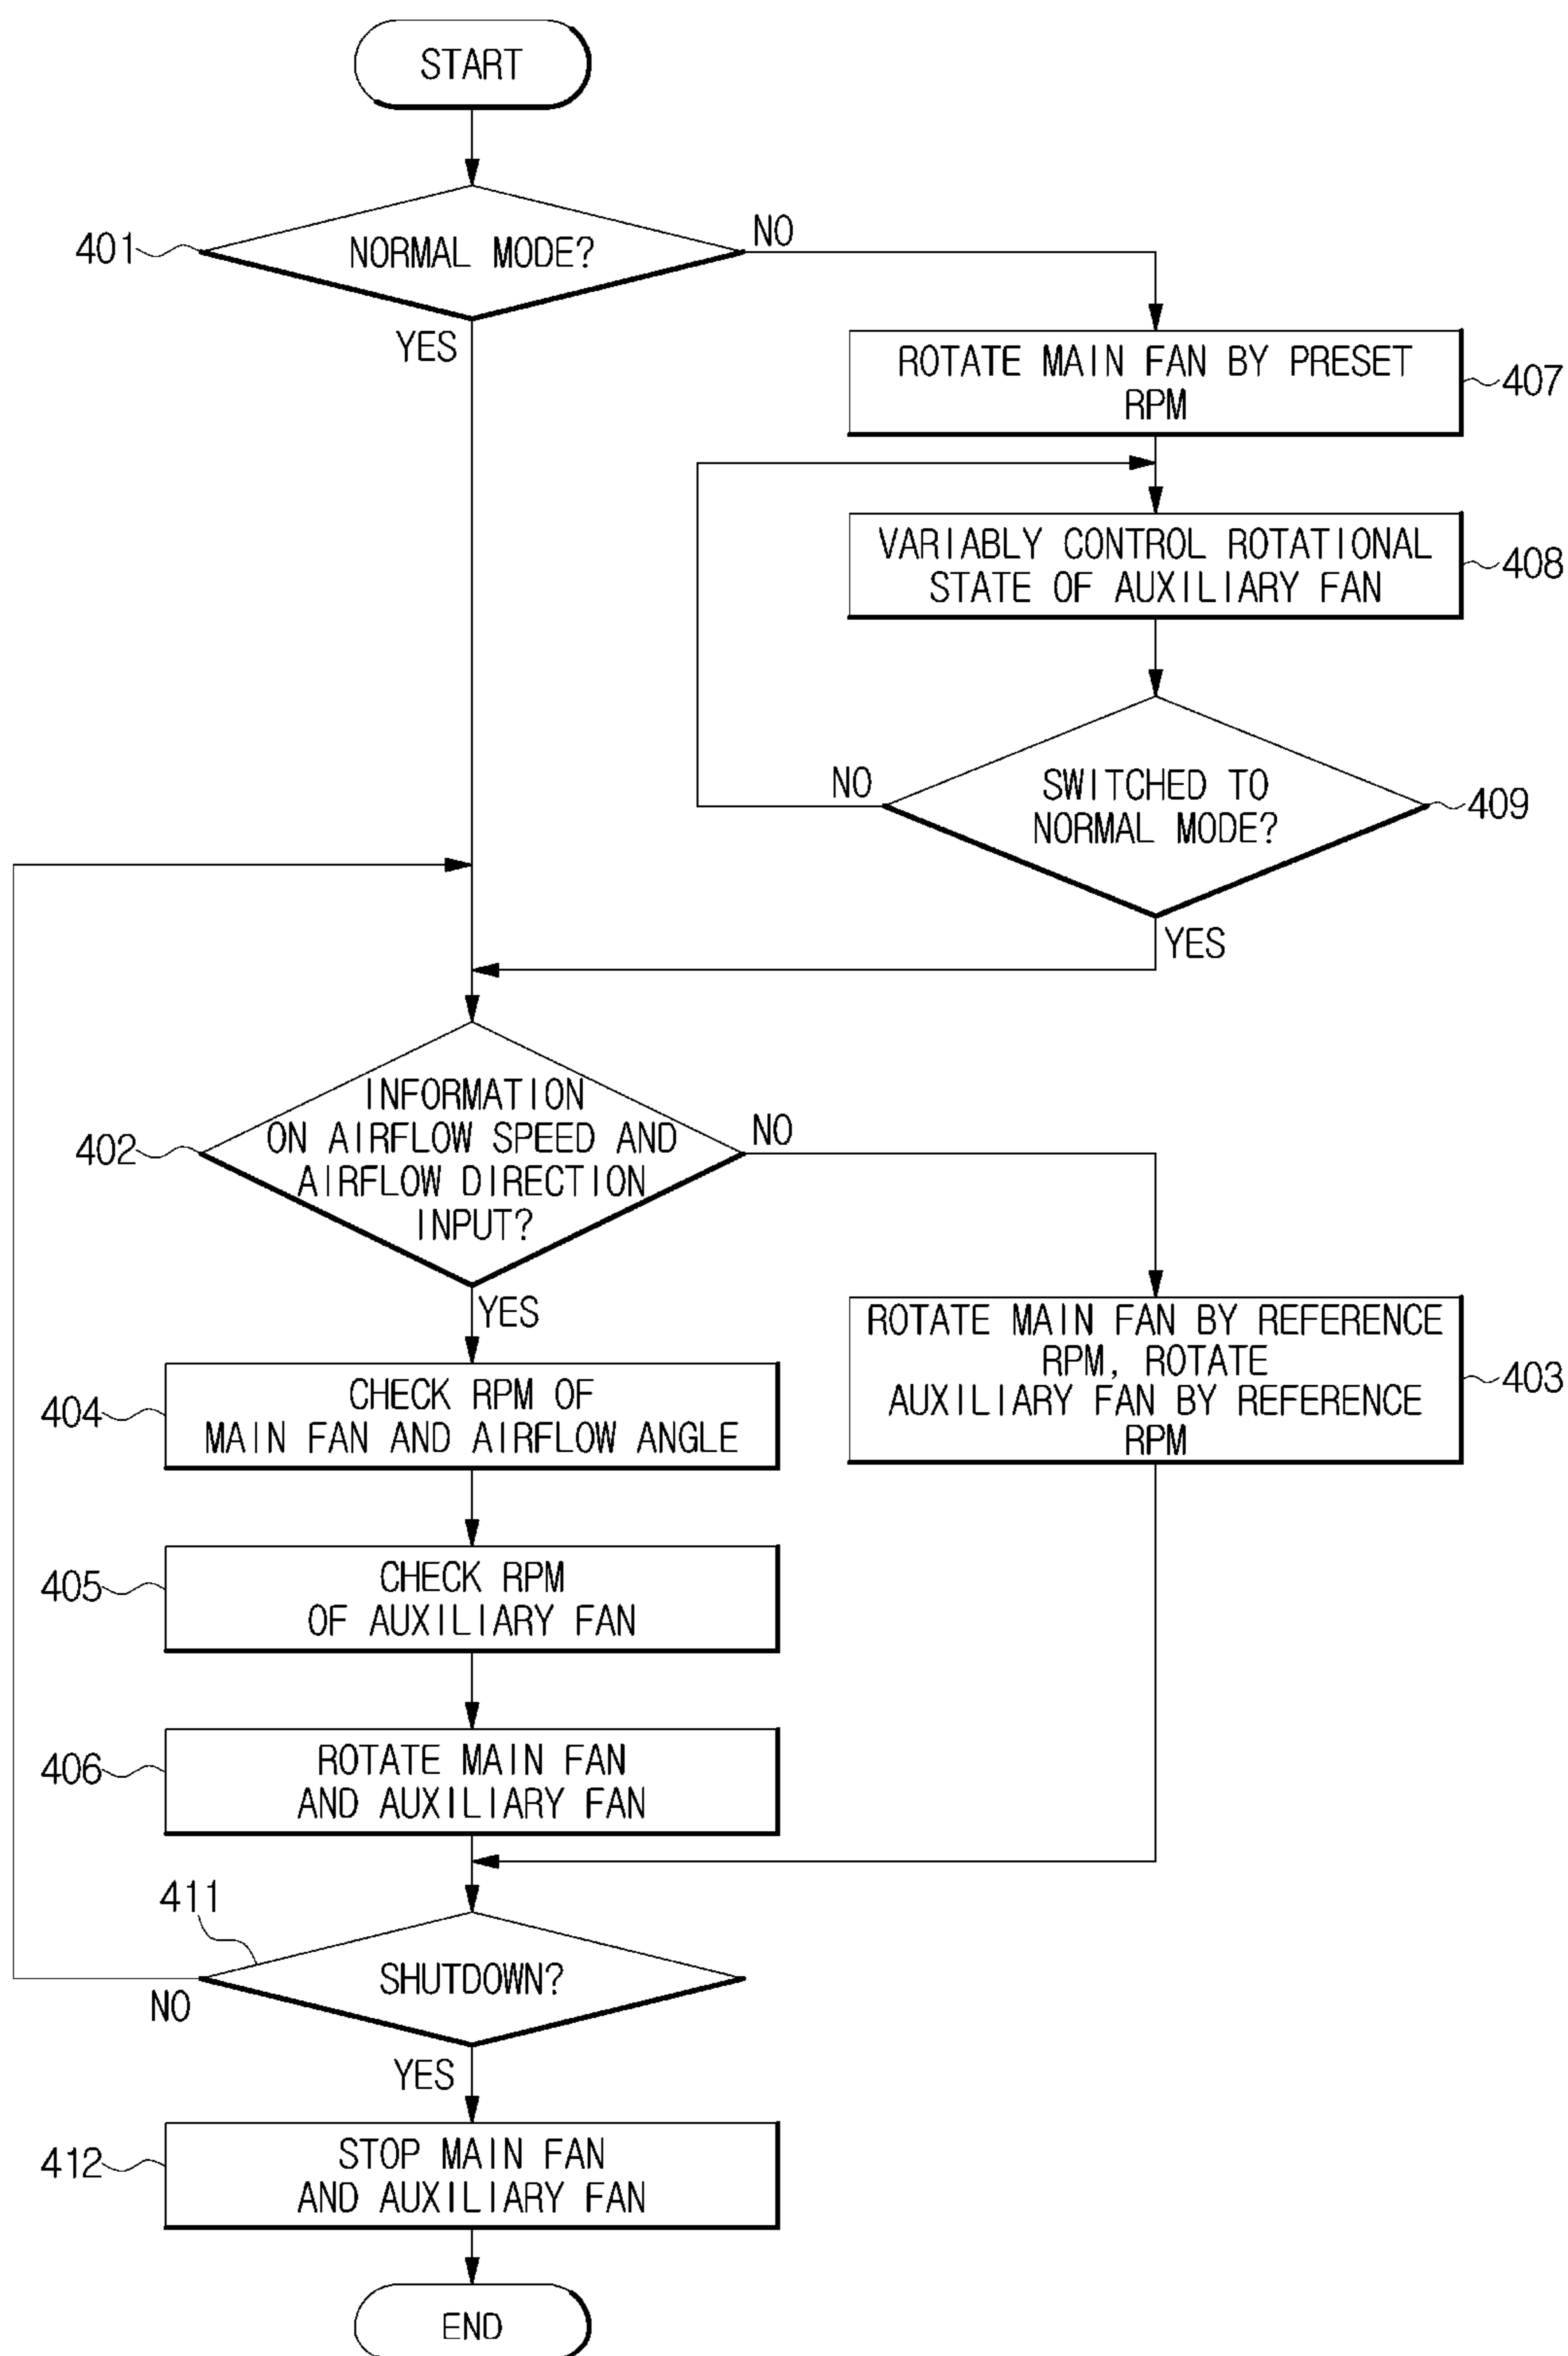 START
401
NORMAL MODE?
NO
YES
ROTATE MAIN FAN BY PRESET
RPM
407
VARIABLY CONTROL ROTATIONAL
STATE OF AUXILIARY FAN
408
SWITCHED TO
NORMAL MODE?
NO
409
YES
402
INFORMATION
ON AIRFLOW SPEED AND
AIRFLOW DIRECTION
INPUT?
NO
YES
ROTATE MAIN FAN BY REFERENCE
RPM, ROTATE
AUXILIARY FAN BY REFERENCE
RPM
403
404
CHECK RPM OF
MAIN FAN AND AIRFLOW ANGLE
405
CHECK RPM
OF AUXILIARY FAN
406
ROTATE MAIN FAN
AND AUXILIARY FAN
411
SHUTDOWN?
NO
YES
412
STOP MAIN FAN
AND AUXILIARY FAN
END